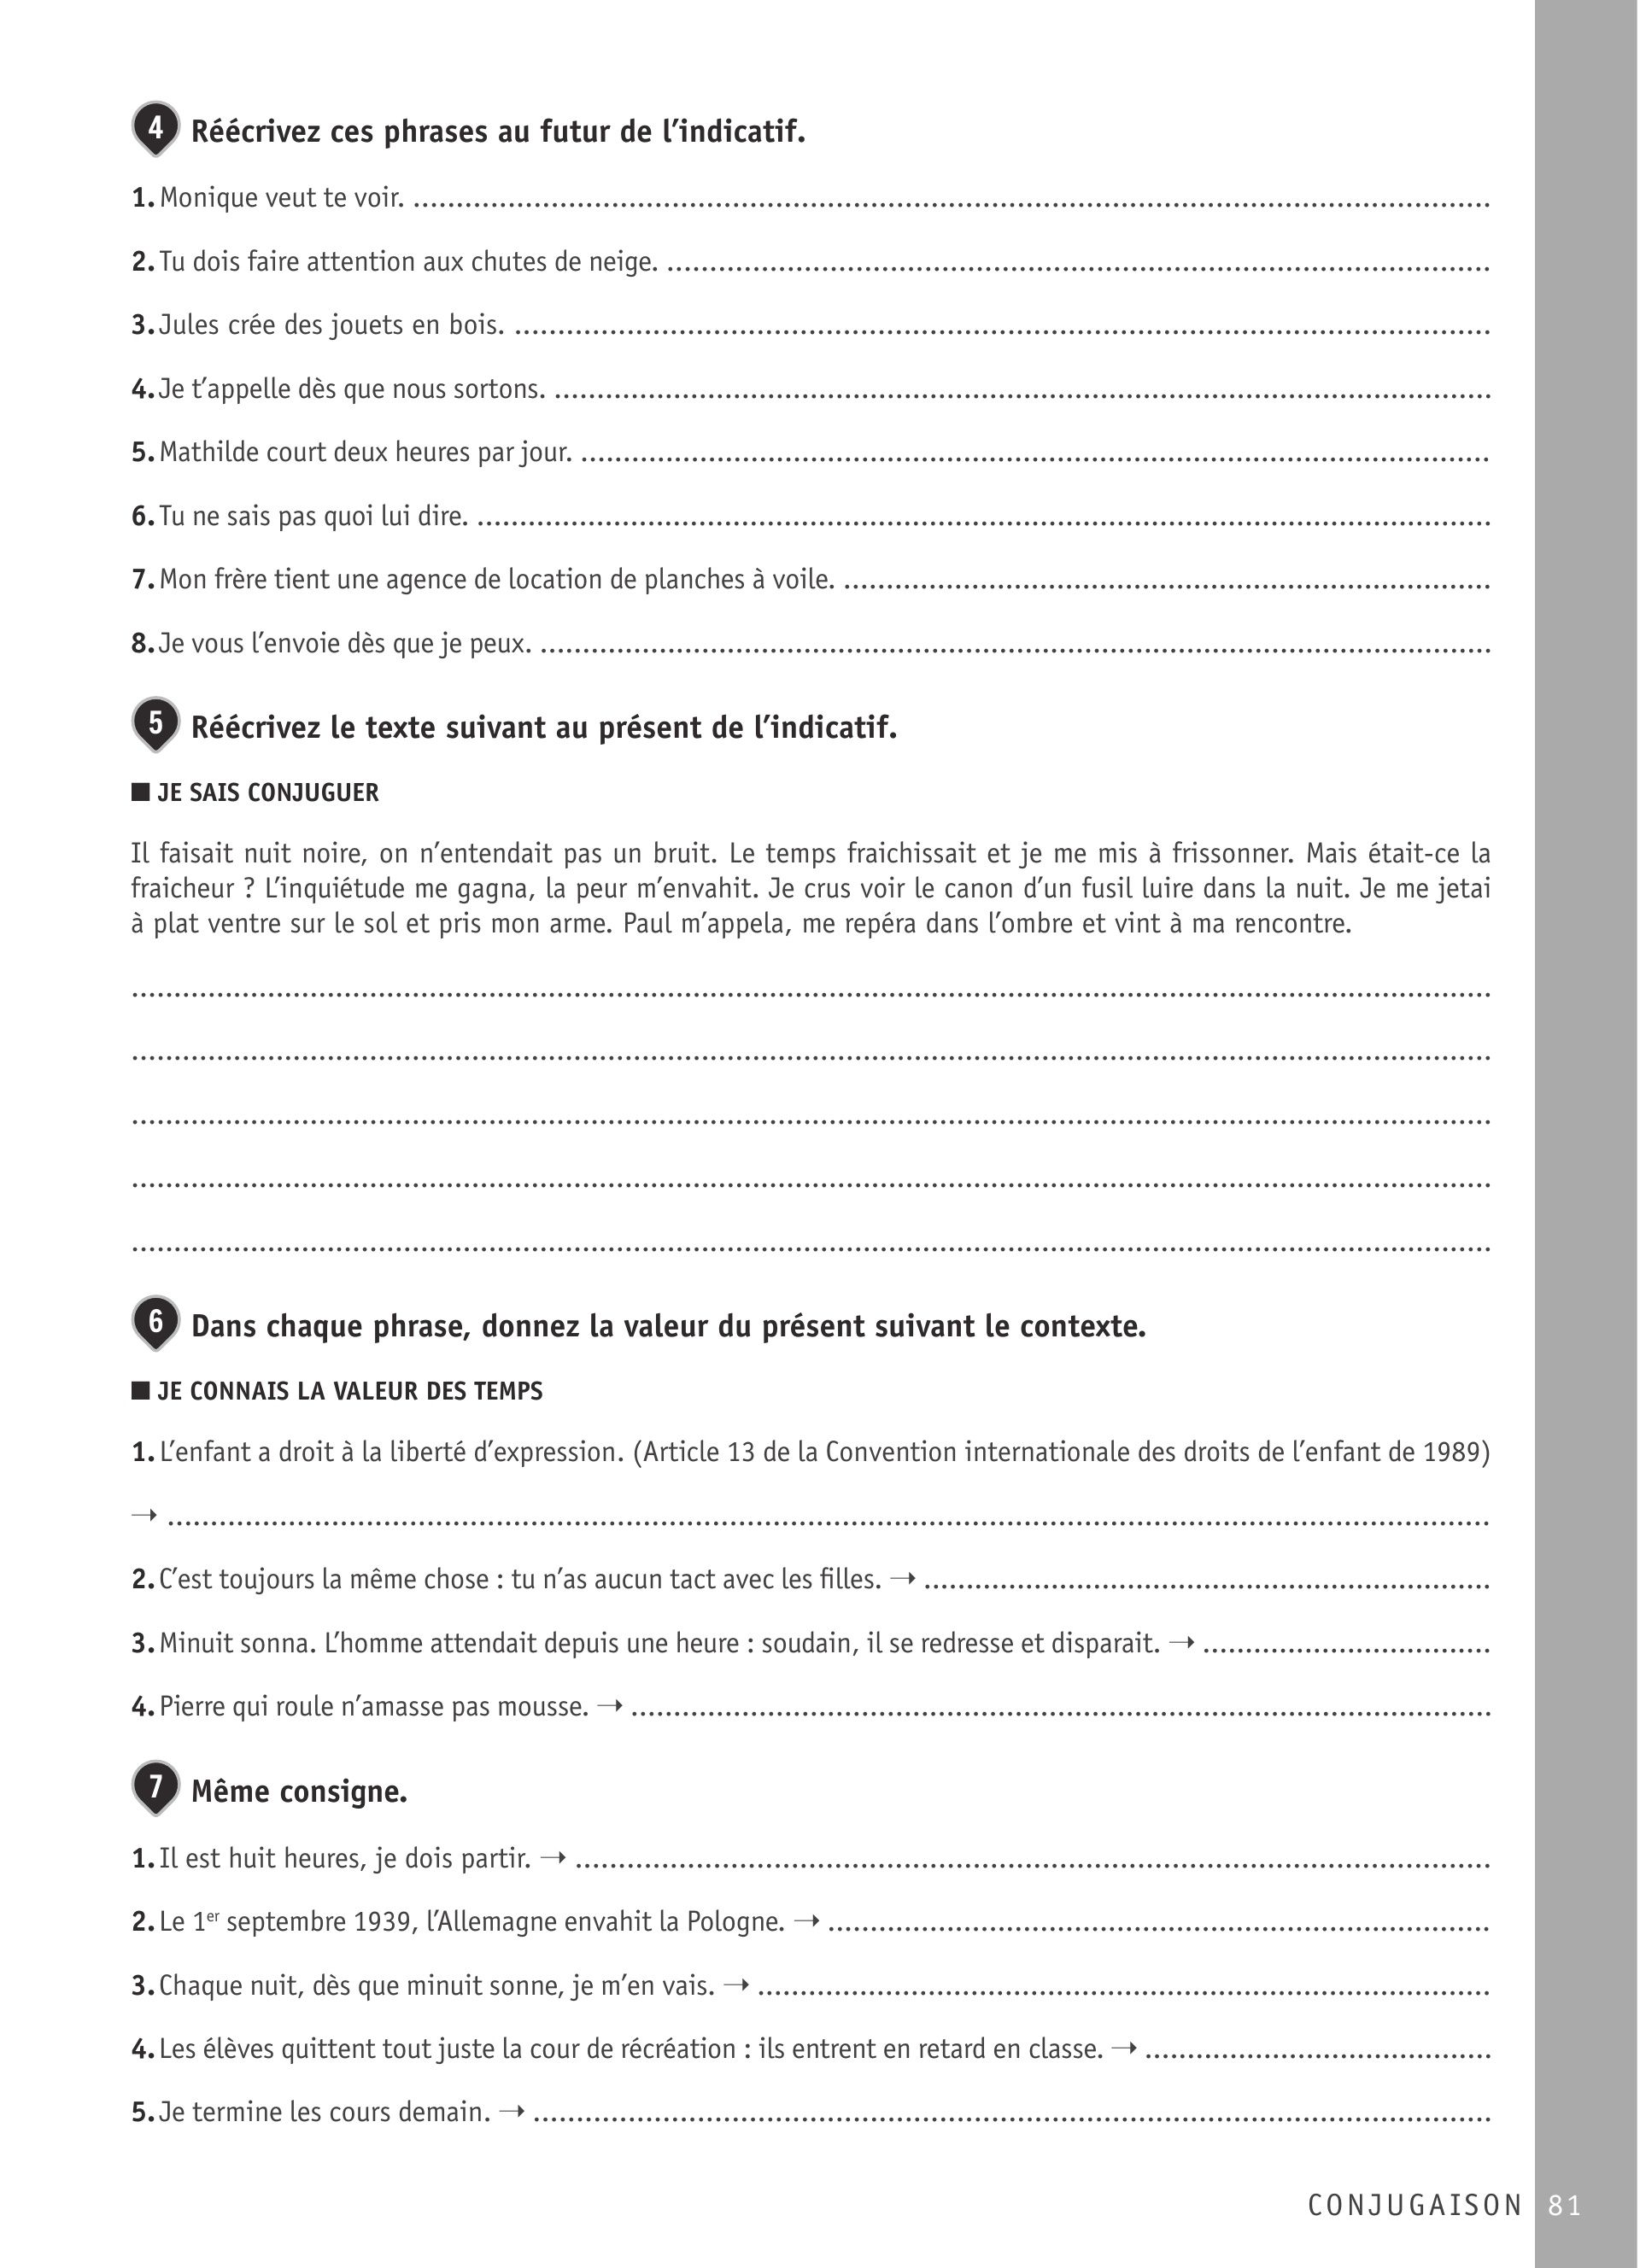 4 Réécrivez ces phrases au futur de l’indicatif.
1. Monique veut te voir. ........................................
2. Tu dois faire attention aux chutes de neige. ........................................
3. Jules crée des jouets en bois. ........................................
4. Je t’appelle dès que nous sortons. ........................................
5. Mathilde court deux heures par jour. ........................................
6. Tu ne sais pas quoi lui dire. ........................................
7. Mon frère tient une agence de location de planches à voile. ........................................
8. Je vous l’envoie dès que je peux. ........................................
5 Réécrivez le texte suivant au présent de l’indicatif.
■ JE SAIS CONJUGUER
Il faisait nuit noire, on n’entendait pas un bruit. Le temps fraichissait et je me mis à frissonner. Mais était-ce la
fraicheur ? L’inquiétude me gagna, la peur m’envahit. Je crus voir le canon d’un fusil luire dans la nuit. Je me jetai
à plat ventre sur le sol et pris mon arme. Paul m’appela, me repéra dans l’ombre et vint à ma rencontre.
........................................
........................................
........................................
........................................
........................................
6 Dans chaque phrase, donnez la valeur du présent suivant le contexte.
■ JE CONNAIS LA VALEUR DES TEMPS
1. L’enfant a droit à la liberté d’expression. (Article 13 de la Convention internationale des droits de l’enfant de 1989)
→ ........................................
2. C’est toujours la même chose : tu n’as aucun tact avec les filles. → ........................................
3. Minuit sonna. L’homme attendait depuis une heure : soudain, il se redresse et disparait. → ........................................
4. Pierre qui roule n’amasse pas mousse. → ........................................
7 Même consigne.
1. Il est huit heures, je dois partir. → ........................................
2. Le 1er septembre 1939, l’Allemagne envahit la Pologne. → ........................................
3. Chaque nuit, dès que minuit sonne, je m’en vais. → ........................................
4. Les élèves quittent tout juste la cour de récréation : ils entrent en retard en classe. → ........................................
5. Je termine les cours demain. → ........................................
CONJUGAISON 81